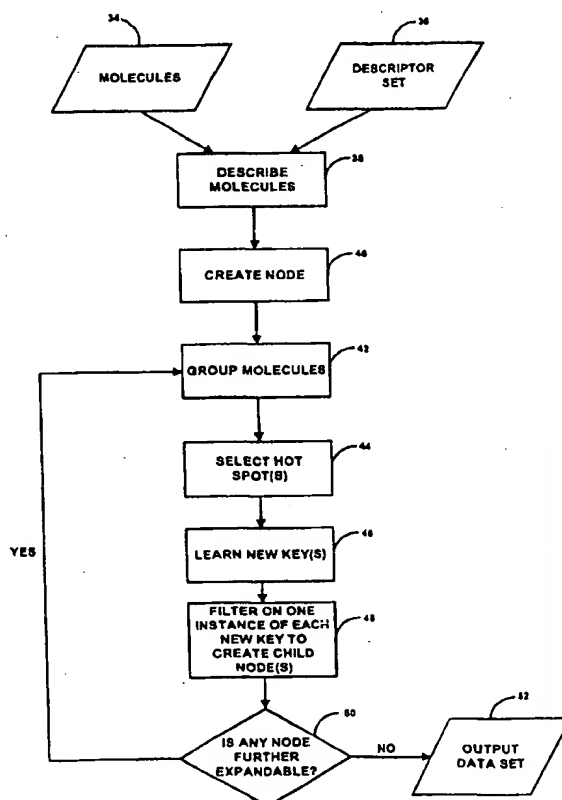 34
MOLECULES
36
DESCRIPTOR
SET
38
DESCRIBE
MOLECULES
40
CREATE NODE
42
GROUP MOLECULES
44
SELECT HOT
SPOT(S)
YES
46
LEARN NEW KEY(S)
48
FILTER ON ONE
INSTANCE OF EACH
NEW KEY TO
CREATE CHILD
NODE(S)
50
IS ANY NODE
FURTHER
EXPANDABLE?
NO
52
OUTPUT
DATA SET